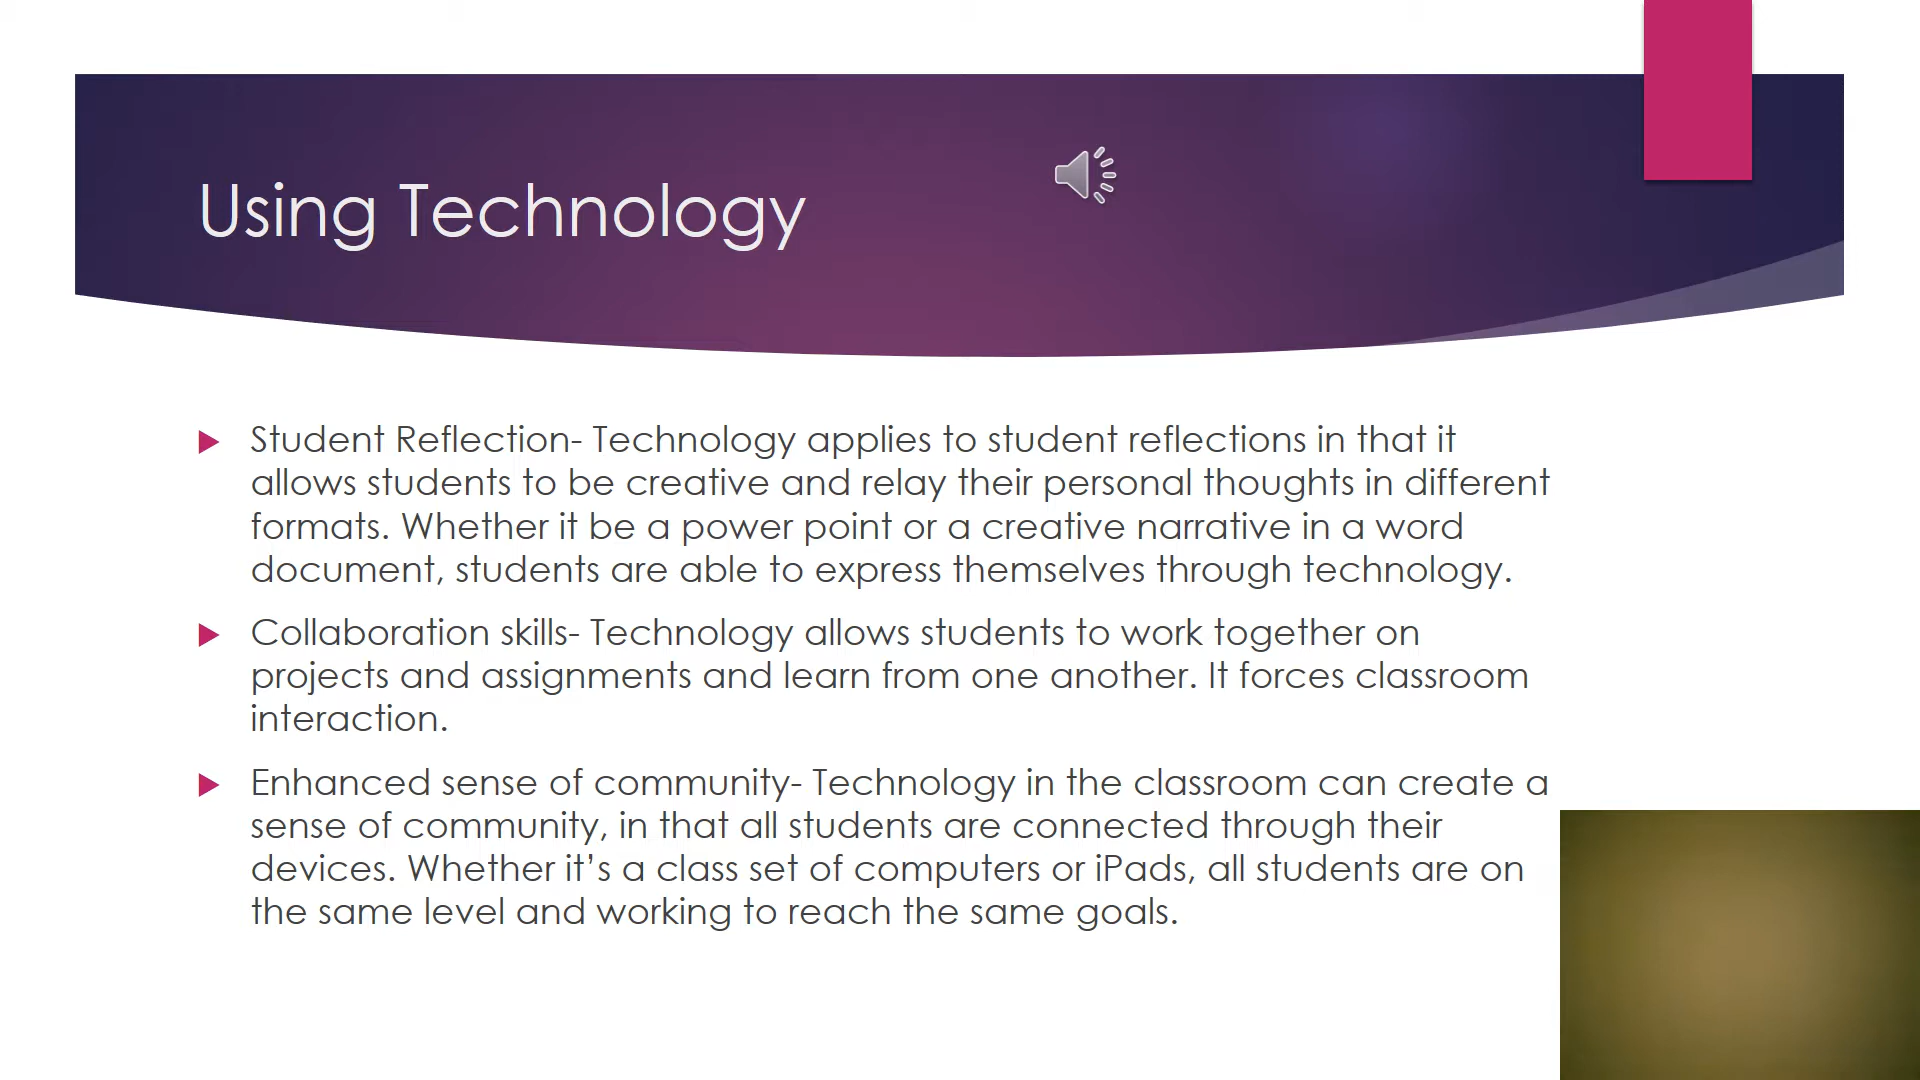 Using Technology
Student Reflection- Technology applies to student reflections in that it
allows students to be creative and relay their personal thoughts in different
formats. Whether it be a power point or a creative narrative in a word
document, students are able to express themselves through technology.
Collaboration skills- Technology allows students to work together on
projects and assignments and learn from one another. It forces classroom
interaction.
Enhanced sense of community- Technology in the classroom can create a
sense of community, in that all students are connected through their
devices. Whether it’s a class set of computers or iPads, all students are on
the same level and working to reach the same goals.